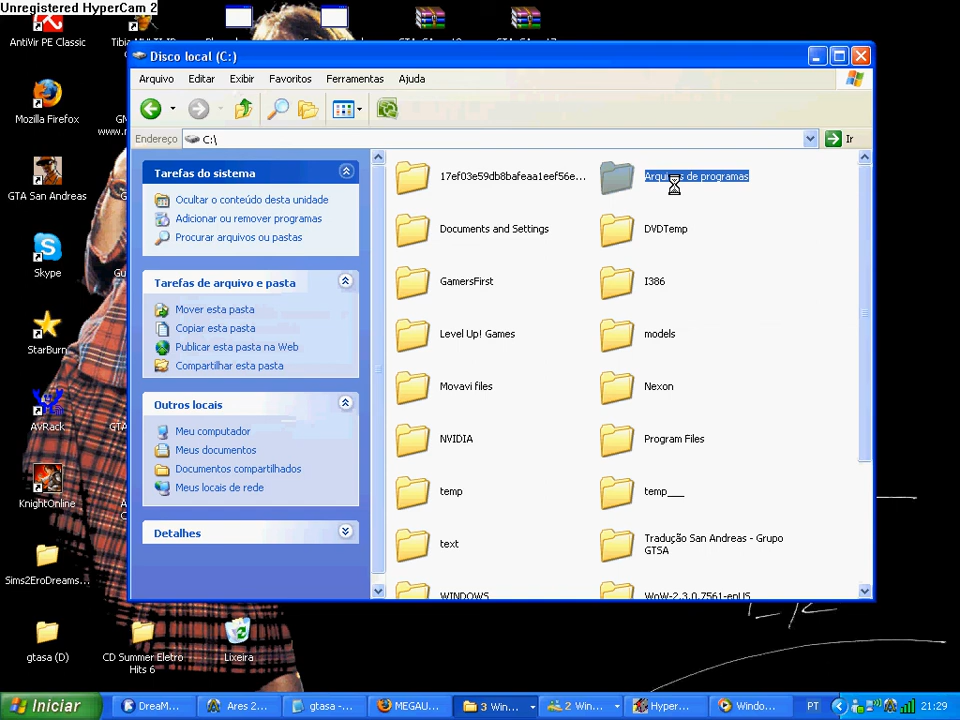 Unregistered HyperCam 2
AntiVir PE Classic
Mozilla Firefox
GTA San Andreas
Skype
StarBurn
AVRack
KnightOnline
Sims2EroDreams...
gtasa (D)
CD Summer Eletro
Hits 6
Lixeira
Disco local (C:)
Arquivo Editar Exibir Favoritos Ferramentas Ajuda
Endereço C:\ Ir
Tarefas do sistema
Ocultar o conteúdo desta unidade
Adicionar ou remover programas
Procurar arquivos ou pastas
Tarefas de arquivo e pasta
Mover esta pasta
Copiar esta pasta
Publicar esta pasta na Web
Compartilhar esta pasta
Outros locais
Meu computador
Meus documentos
Documentos compartilhados
Meus locais de rede
Detalhes
17ef03e59db8bafeaa1eef56e...
Arquivos de programas
Documents and Settings
DVDTemp
GamersFirst
I386
Level Up! Games
models
Movavi files
Nexon
NVIDIA
Program Files
temp
temp___
text
Tradução San Andreas - Grupo
GTSA
WINDOWS
WoW-2.3.0.7561-enUS
Iniciar DreaM... Ares 2... gtasa -... MEGAU... 3 Win... 2 Win... Hyper... Windo... PT 21:29